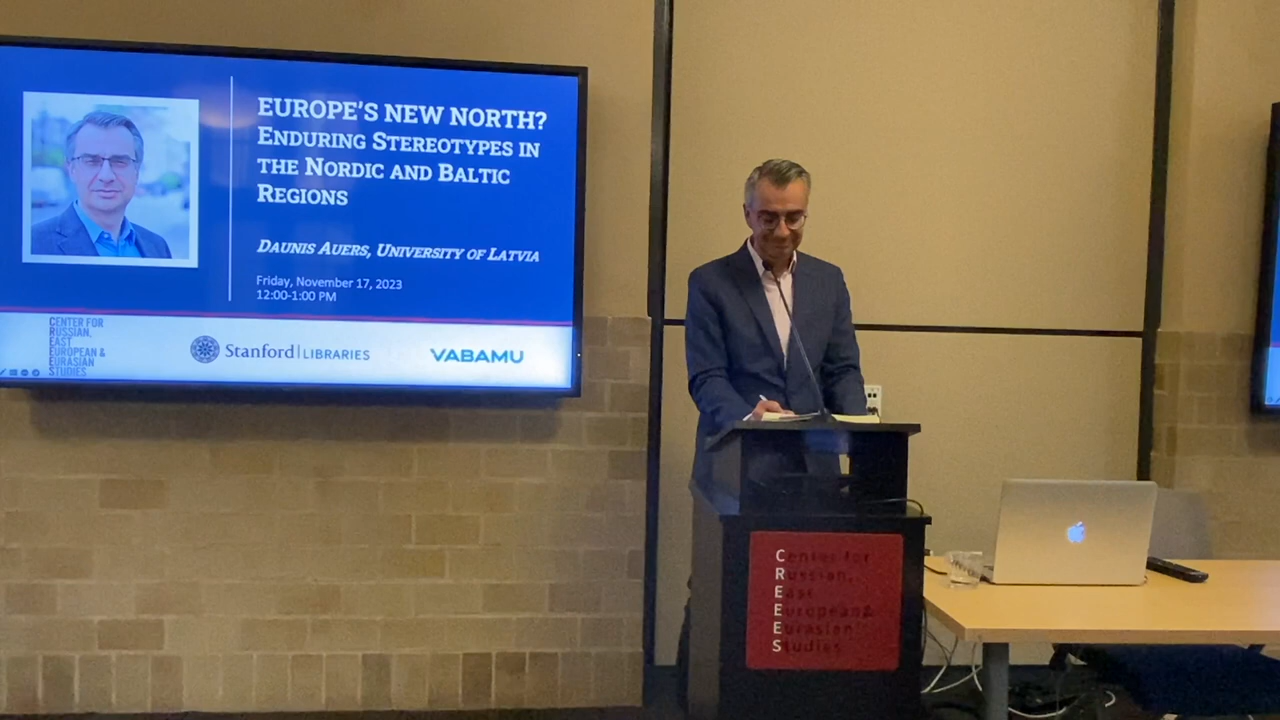 EUROPE'S NEW NORTH?
ENDURING STEREOTYPES IN
THE NORDIC AND BALTIC
REGIONS
DAUNIS AUERS, UNIVERSITY OF LATVIA
Friday, November 17, 2023
12:00-1:00 PM
CENTER FOR
RUSSIAN,
EAST
EUROPEAN &
EURASIAN
STUDIES
Stanford | LIBRARIES
VABAMU
Center for
Russian,
East
European &
Eurasian
Studies